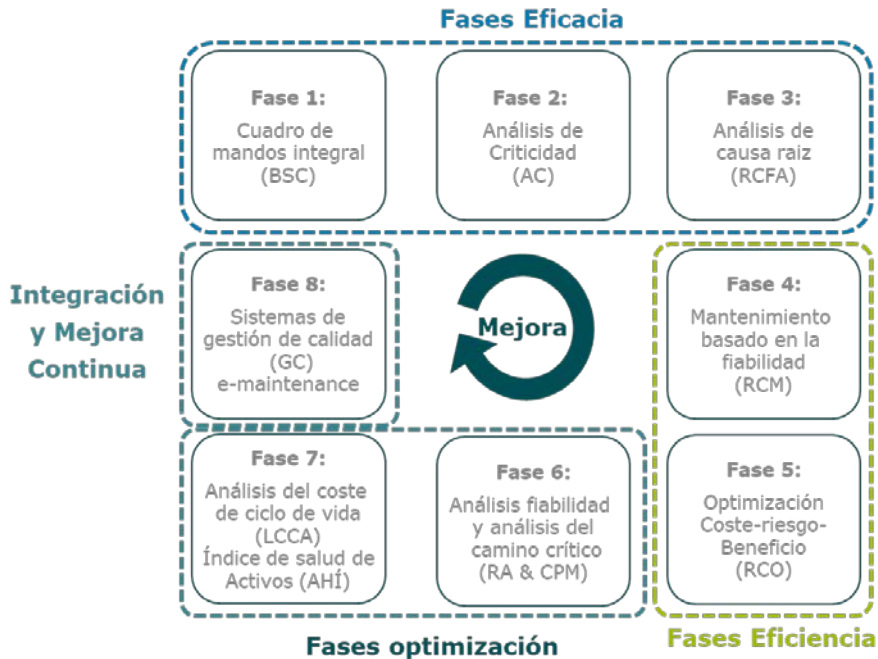 Fases Eficacia
Fase 1:
Cuadro de
mandos integral
(BSC)
Fase 2:
Análisis de
Criticidad
(AC)
Fase 3:
Análisis de
causa raiz
(RCFA)
Integración
y Mejora
Continua
Fase 8:
Sistemas de
gestión de calidad
(GC)
e-maintenance
Mejora
Fase 4:
Mantenimiento
basado en la
fiabilidad
(RCM)
Fase 7:
Análisis del coste
de ciclo de vida
(LCCA)
Índice de salud de
Activos (AHÍ)
Fase 6:
Análisis fiabilidad
y análisis del
camino crítico
(RA & CPM)
Fase 5:
Optimización
Coste-riesgo-
Beneficio
(RCO)
Fases optimización
Fases Eficiencia